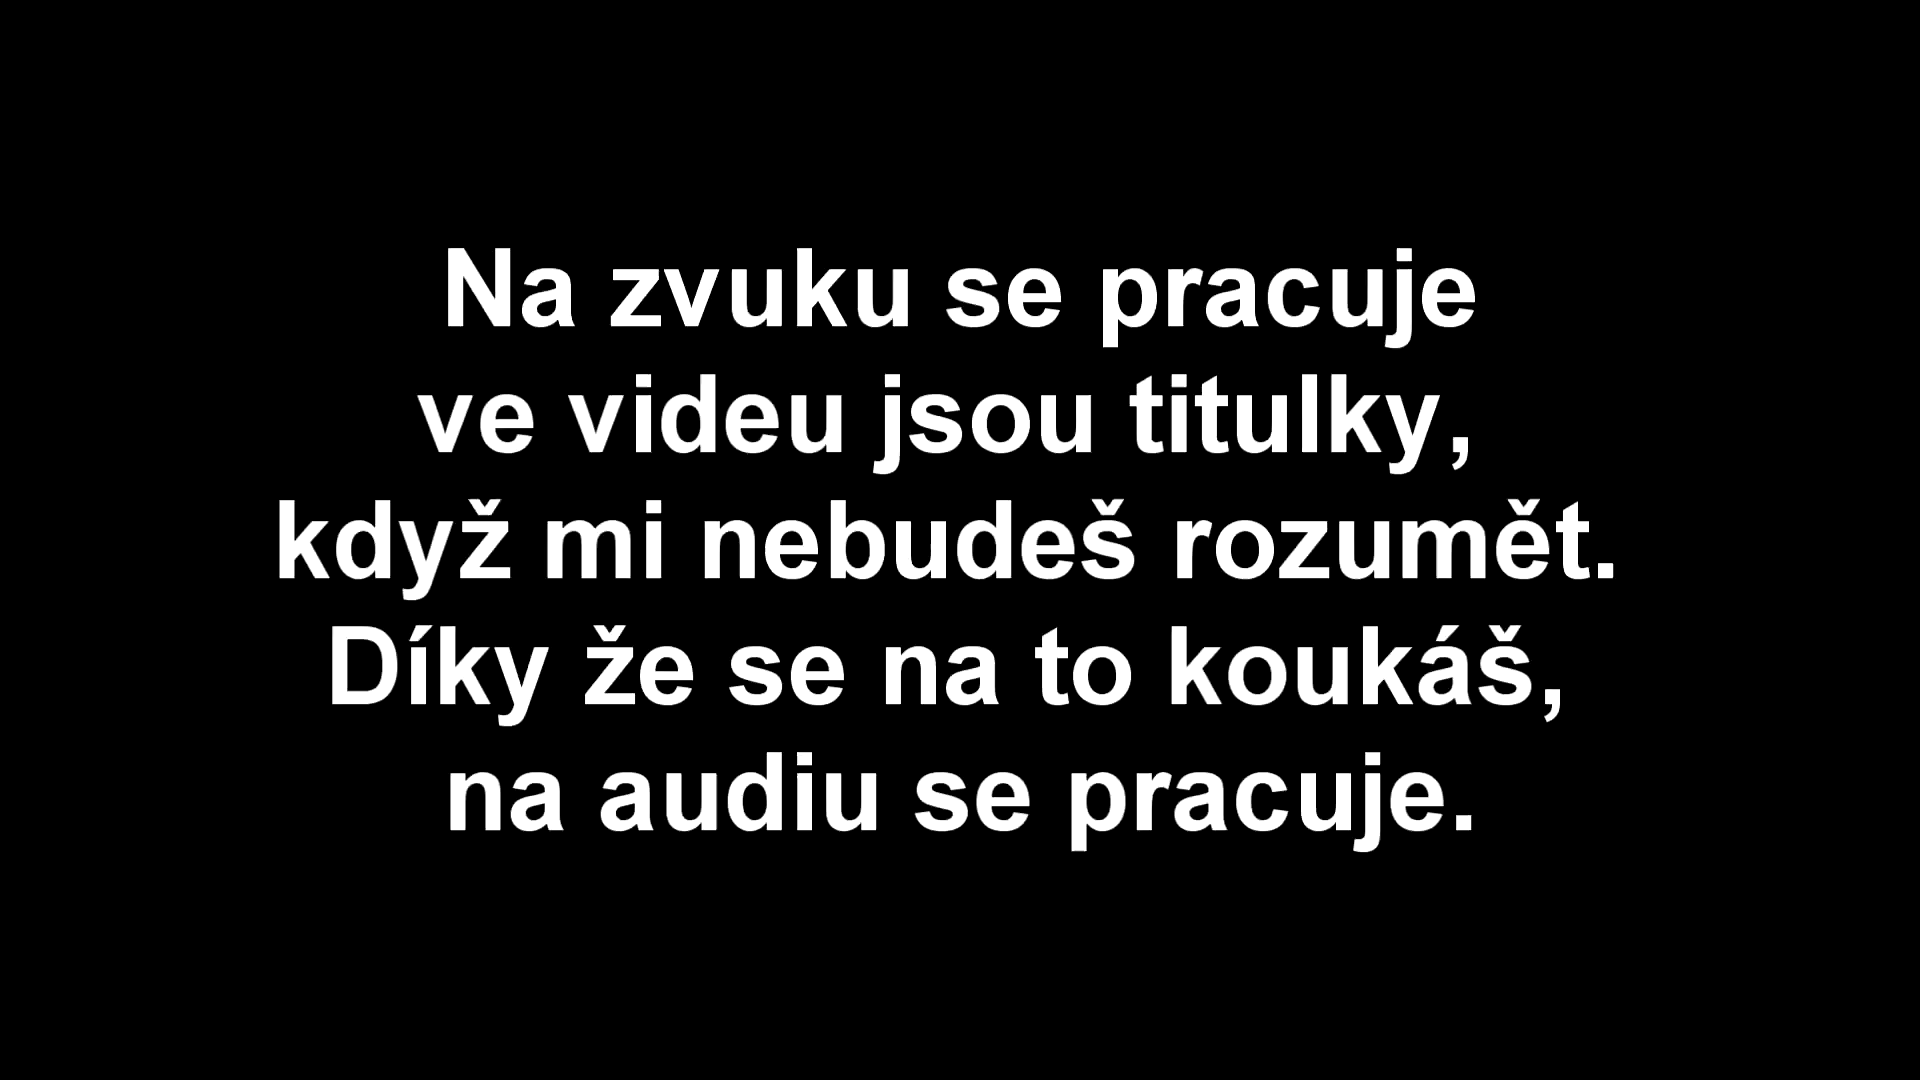 Na zvuku se pracuje
ve videu jsou titulky,
když mi nebudeš rozumět.
Díky že se na to koukáš,
na audiu se pracuje.